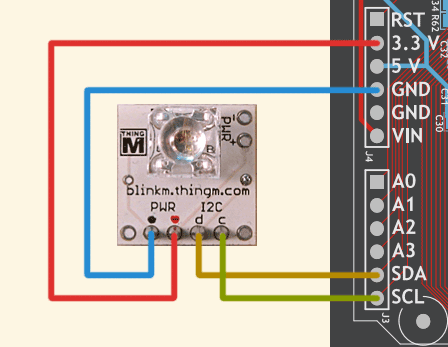 THING
M
PWR
- +
blinkm.thingm.com
PWR I2C
d c
RST
3.3 V
5 V
GND
GND
VIN
J4
A0
A1
A2
A3
SDA
SCL
J3
R62
C32
C31
C30